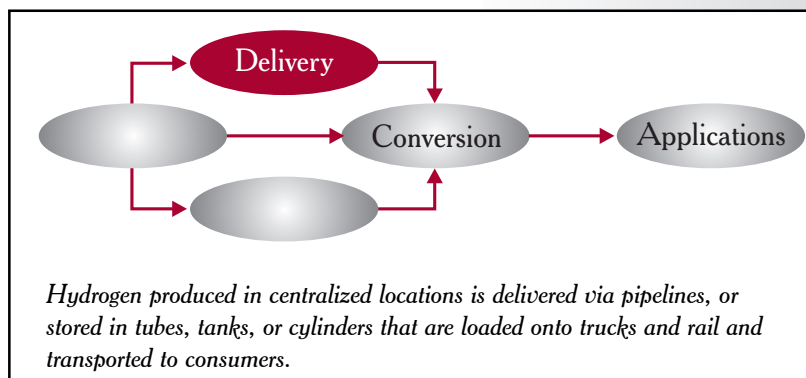 Delivery
Conversion
Applications
Hydrogen produced in centralized locations is delivered via pipelines, or
stored in tubes, tanks, or cylinders that are loaded onto trucks and rail and
transported to consumers.